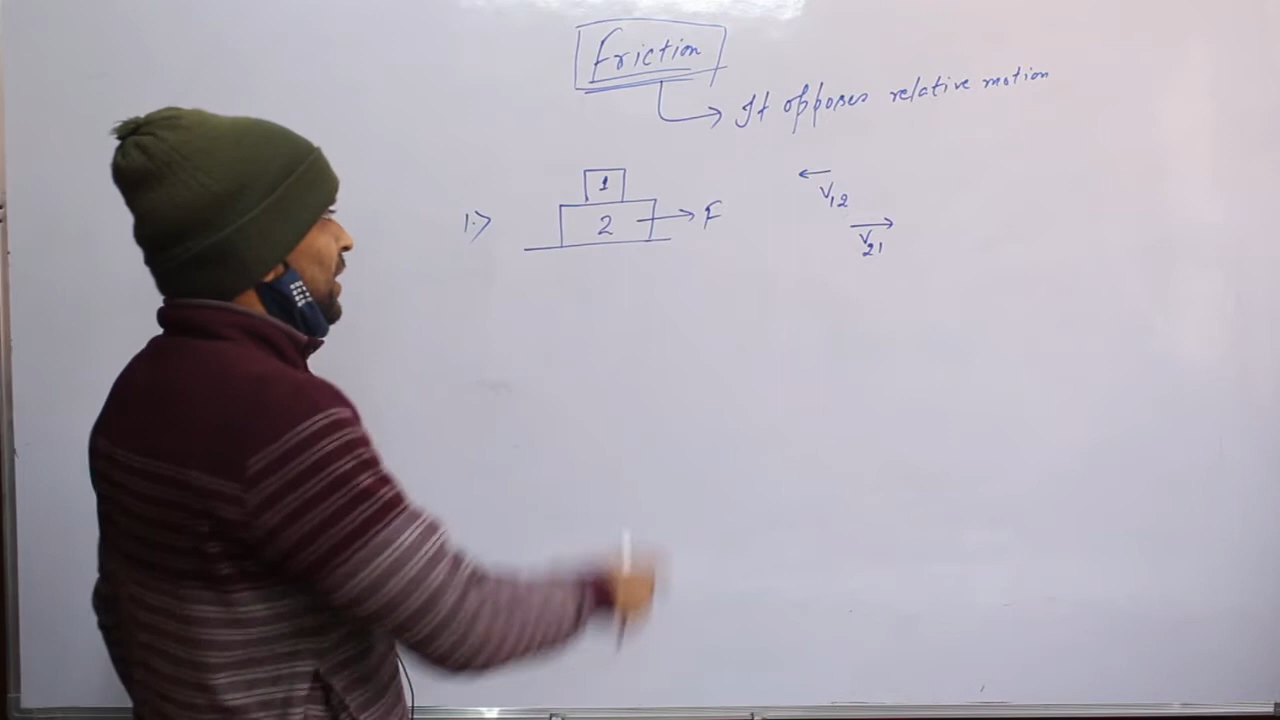 Friction
It opposes relative motion
1.>
1
2
F
V12
V21